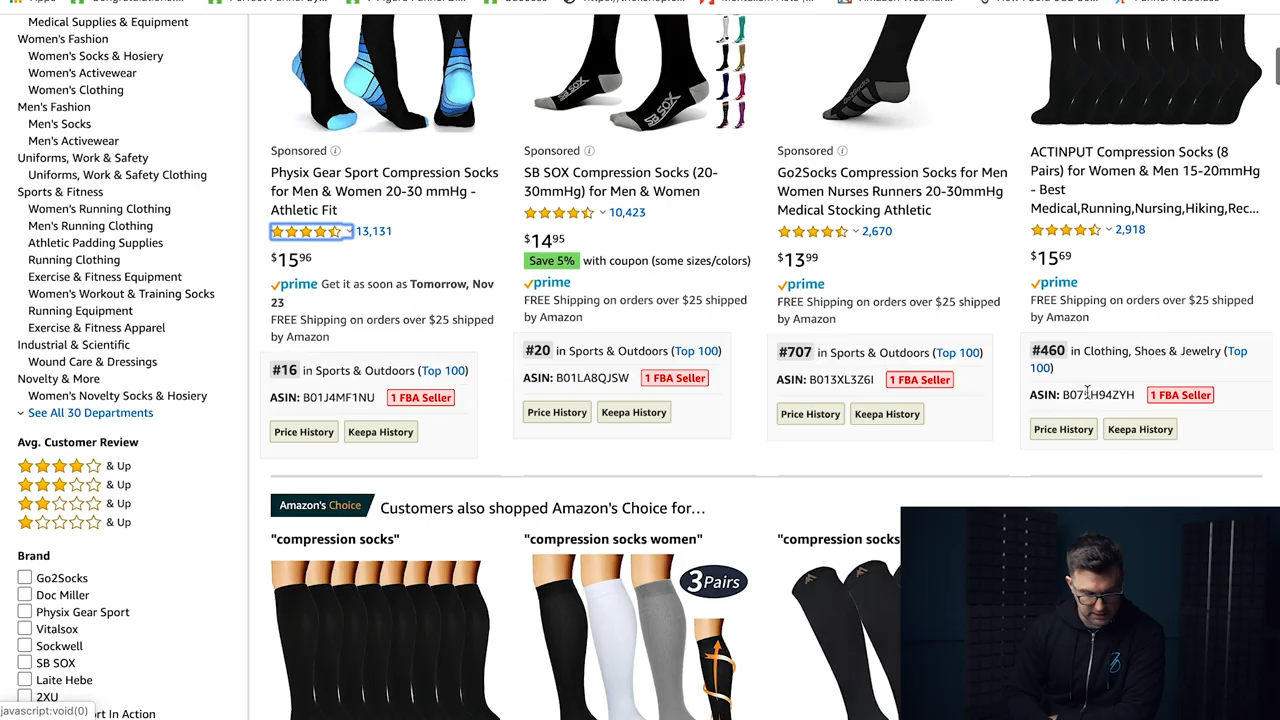 Medical Supplies & Equipment
Women's Fashion
Women's Socks & Hosiery
Women's Activewear
Women's Clothing
Men's Fashion
Men's Socks
Men's Activewear
Uniforms, Work & Safety
Uniforms, Work & Safety Clothing
Sports & Fitness
Women's Running Clothing
Men's Running Clothing
Athletic Padding Supplies
Running Clothing
Exercise & Fitness Equipment
Women's Workout & Training Socks
Running Equipment
Exercise & Fitness Apparel
Industrial & Scientific
Wound Care & Dressings
Novelty & More
Women's Novelty Socks & Hosiery
See All 30 Departments
Avg. Customer Review
& Up
& Up
& Up
& Up
Brand
Go2Socks
Doc Miller
Physix Gear Sport
Vitalsox
Sockwell
SB SOX
Laite Hebe
2XU
rt In Action
javascript:void(0)
Sponsored
Physix Gear Sport Compression Socks
for Men & Women 20-30 mmHg -
Athletic Fit
13,131
$1596
prime Get it as soon as Tomorrow, Nov
23
FREE Shipping on orders over $25 shipped
by Amazon
#16 in Sports & Outdoors (Top 100)
ASIN: B01J4MF1NU 1 FBA Seller
Price History Keepa History
SB SOX
Sponsored
SB SOX Compression Socks (20-
30mmHg) for Men & Women
10,423
$1495
Save 5% with coupon (some sizes/colors)
prime
FREE Shipping on orders over $25 shipped
by Amazon
#20 in Sports & Outdoors (Top 100)
ASIN: B01LA8QJSW 1 FBA Seller
Price History Keepa History
Go2Socks
Sponsored
Go2Socks Compression Socks for Men
Women Nurses Runners 20-30mmHg
Medical Stocking Athletic
2,670
$1399
prime
FREE Shipping on orders over $25 shipped
by Amazon
#707 in Sports & Outdoors (Top 100)
ASIN: B013XL3Z6I 1 FBA Seller
Price History Keepa History
ACTINPUT Compression Socks (8
Pairs) for Women & Men 15-20mmHg
- Best
Medical,Running,Nursing,Hiking,Rec...
2,918
$1569
prime
FREE Shipping on orders over $25 shipped
by Amazon
#460 in Clothing, Shoes & Jewelry (Top
100)
ASIN: 1 FBA Seller
Price History Keepa History
Amazon's Choice Customers also shopped Amazon's Choice for…
"compression socks"
"compression socks women"
3 Pairs
"compression socks